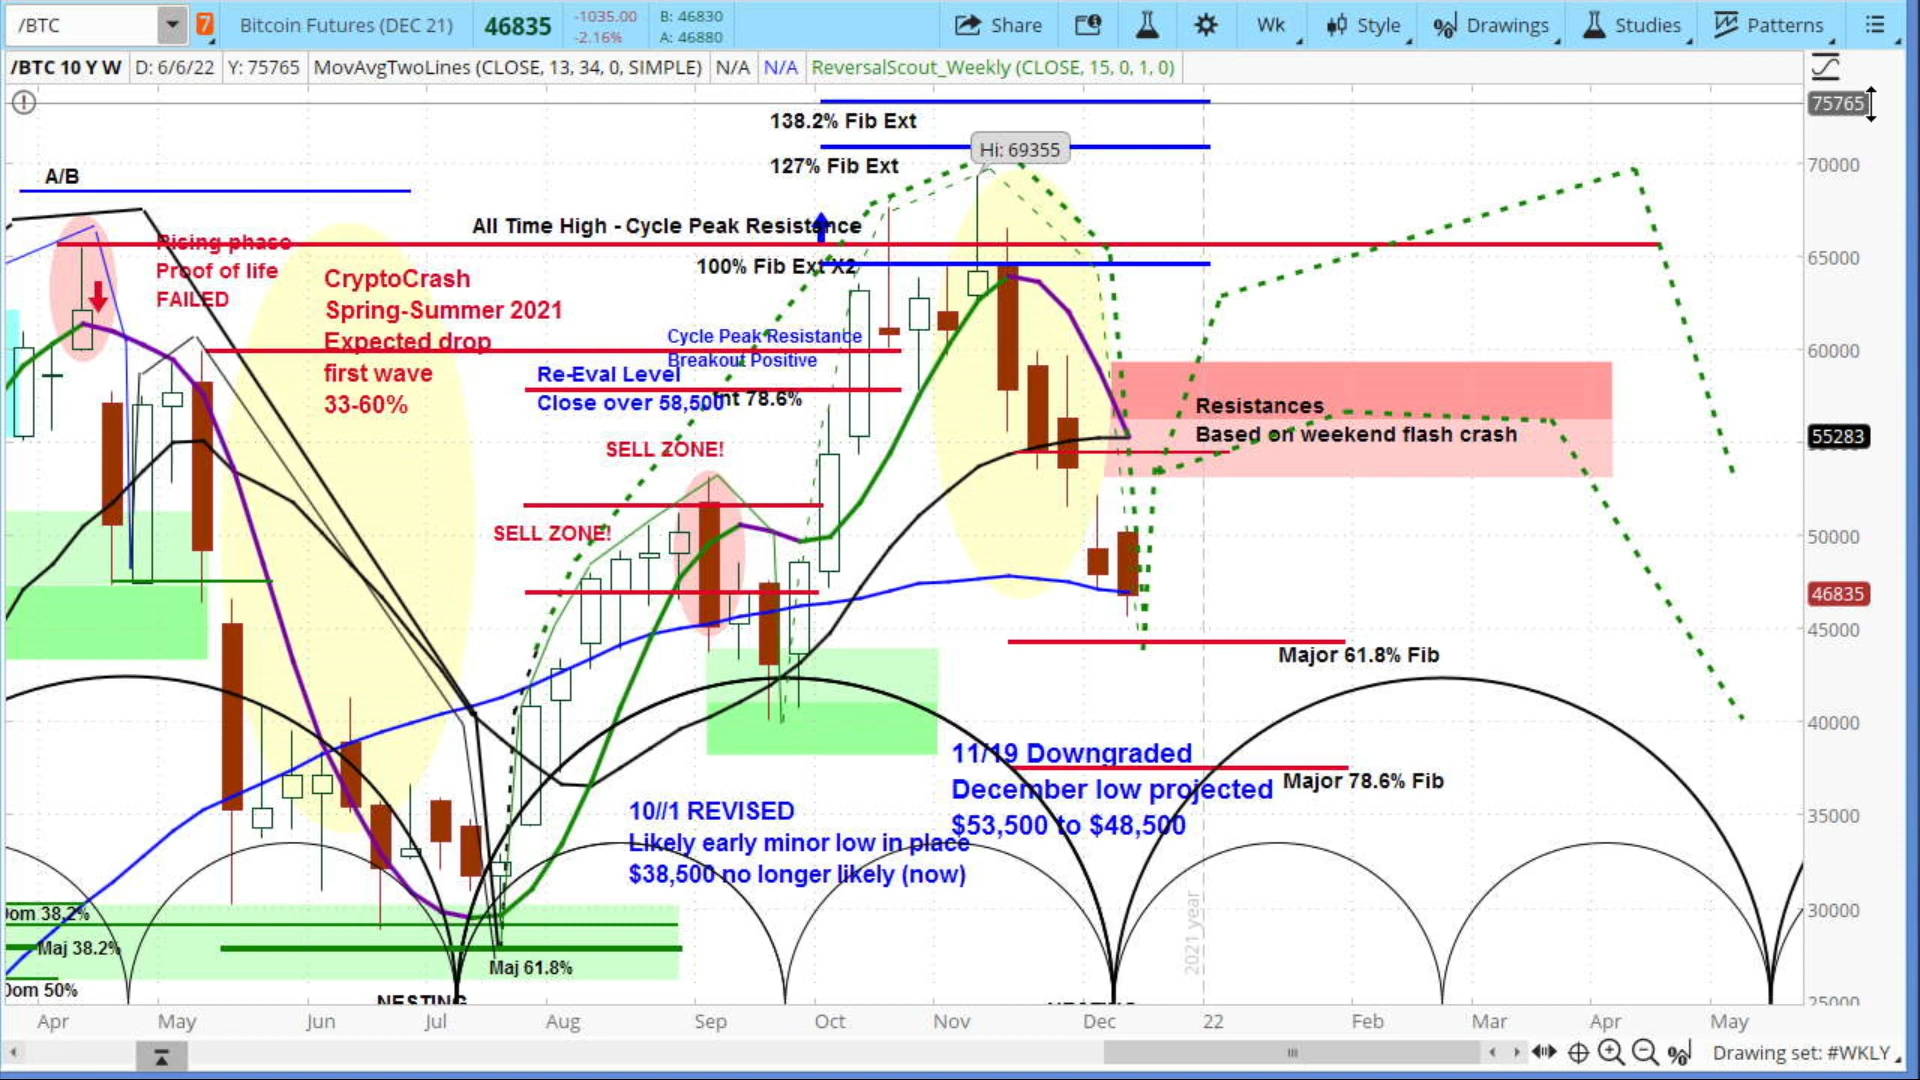 /BTC
7
Bitcoin Futures (DEC 21)
46835
-1035.00
-2.16%
B: 46830
A: 46880
Share
Wk
Style
Drawings
Studies
Patterns
/BTC 10 Y W
D: 6/6/22
Y: 75765
MovAvgTwoLines (CLOSE, 13, 34, 0, SIMPLE)
N/A
N/A
ReversalScout_Weekly (CLOSE, 15, 0, 1, 0)
75765
138.2% Fib Ext
Hi: 69355
127% Fib Ext
70000
A/B
All Time High - Cycle Peak Resistance
Rising phase
Proof of life
FAILED
100% Fib Ext X2
65000
CryptoCrash
Spring-Summer 2021
Expected drop
first wave
33-60%
Cycle Peak Resistance
Breakout Positive
60000
Re-Eval Level
Close over 58,500
Int 78.6%
Resistances
Based on weekend flash crash
55283
SELL ZONE!
SELL ZONE!
50000
46835
45000
Major 61.8% Fib
40000
11/19 Downgraded
December low projected
$53,500 to $48,500
Major 78.6% Fib
10//1 REVISED
Likely early minor low in place
$38,500 no longer likely (now)
35000
30000
Dom 38.2%
Maj 38.2%
Maj 61.8%
Dom 50%
2021 year
NESTING
NESTING
25000
Apr
May
Jun
Jul
Aug
Sep
Oct
Nov
Dec
22
Feb
Mar
Apr
May
Drawing set: #WKLY